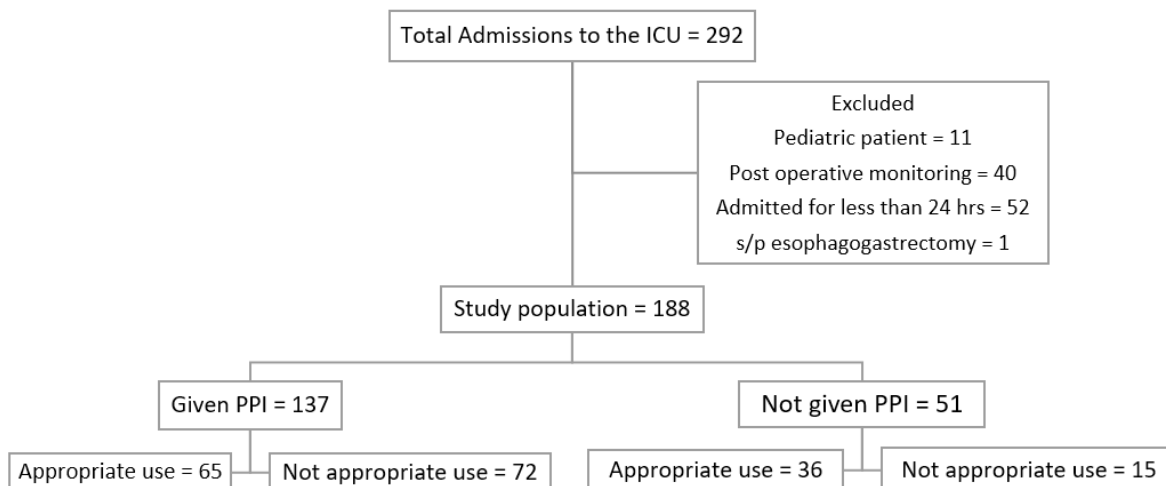 Total Admissions to the ICU = 292
Excluded
Pediatric patient = 11
Post operative monitoring = 40
Admitted for less than 24 hrs = 52
s/p esophagogastrectomy = 1
Study population = 188
Given PPI = 137
Not given PPI = 51
Appropriate use = 65
Not appropriate use = 72
Appropriate use = 36
Not appropriate use = 15